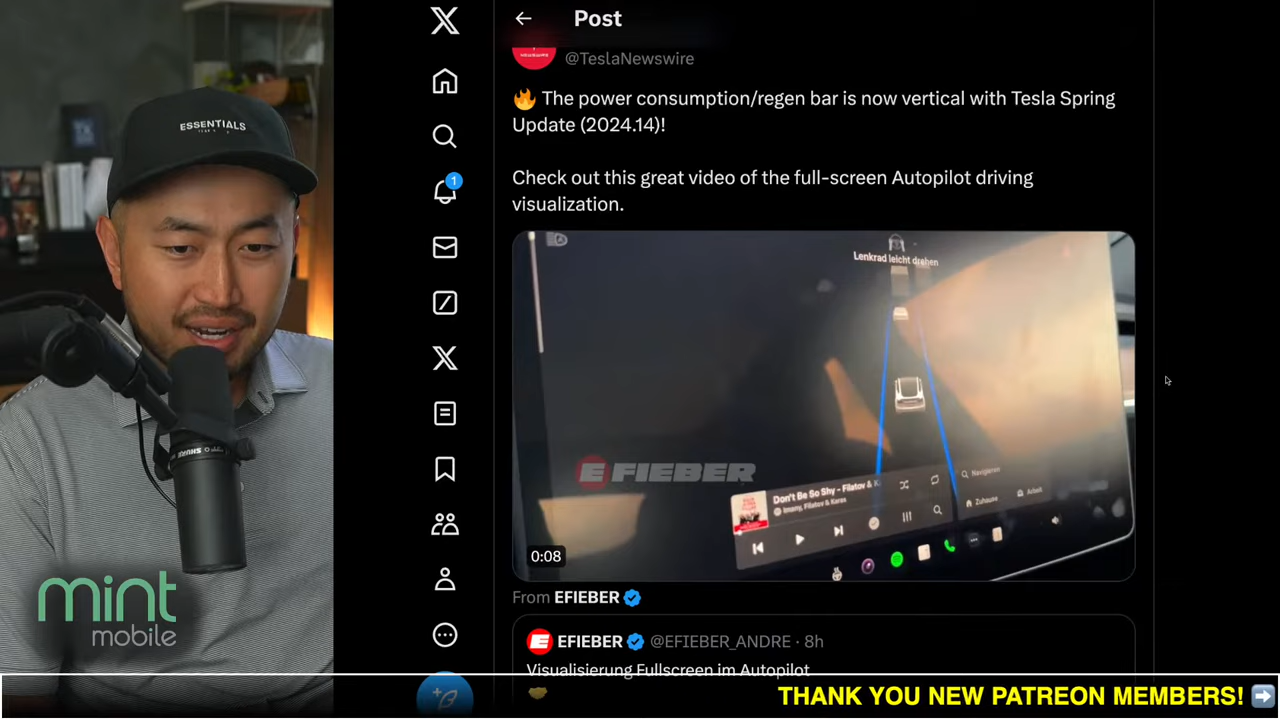 Post
@TeslaNewswire
🔥 The power consumption/regen bar is now vertical with Tesla Spring
Update (2024.14)!
Check out this great video of the full-screen Autopilot driving
visualization.
Lenkrad leicht drehen
EFIEBER
Don't Be So Shy - Filatov & K
Imany, Filatov & Karas
Navigieren
Zuhause
Arbeit
0:08
From EFIEBER
EFIEBER @EFIEBER_ANDRE · 8h
Visualisierung Fullscreen im Autopilot
1
ESSENTIALS
SHURE
mint
mobile
THANK YOU NEW PATREON MEMBERS! ➡️